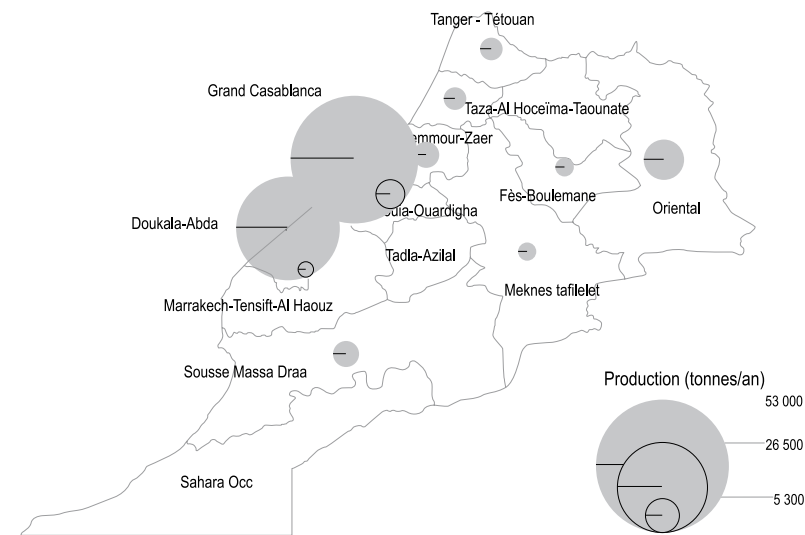 Tanger - Tétouan
Grand Casablanca
Taza-Al Hoceïma-Taounate
emmour-Zaer
Fès-Boulemane
Oriental
Doukala-Abda
ouia-Ouardigha
Tadla-Azilal
Meknes tafilelet
Marrakech-Tensift-Al Haouz
Sousse Massa Draa
Sahara Occ
Production (tonnes/an)
53 000
26 500
5 300